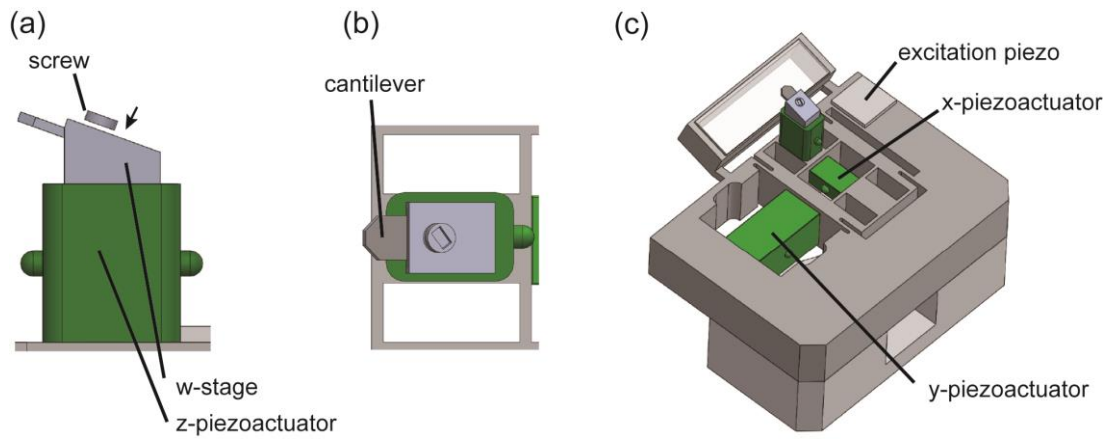 (a)
screw
w-stage
z-piezoactuator
(b)
cantilever
(c)
excitation piezo
x-piezoactuator
y-piezoactuator